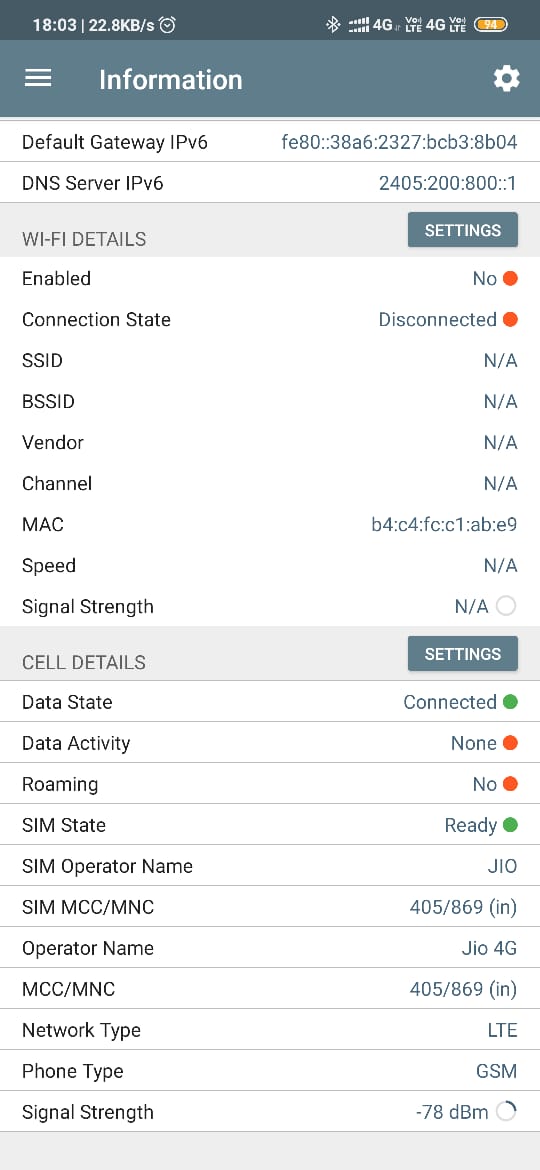 18:03 | 22.8KB/s 4G Vo) LTE 4G Vo) LTE 94
Information
Default Gateway IPv6 fe80::38a6:2327:bcb3:8b04
DNS Server IPv6 2405:200:800::1
WI-FI DETAILS SETTINGS
Enabled No
Connection State Disconnected
SSID N/A
BSSID N/A
Vendor N/A
Channel N/A
MAC b4:c4:fc:c1:ab:e9
Speed N/A
Signal Strength N/A
CELL DETAILS SETTINGS
Data State Connected
Data Activity None
Roaming No
SIM State Ready
SIM Operator Name JIO
SIM MCC/MNC 405/869 (in)
Operator Name Jio 4G
MCC/MNC 405/869 (in)
Network Type LTE
Phone Type GSM
Signal Strength -78 dBm